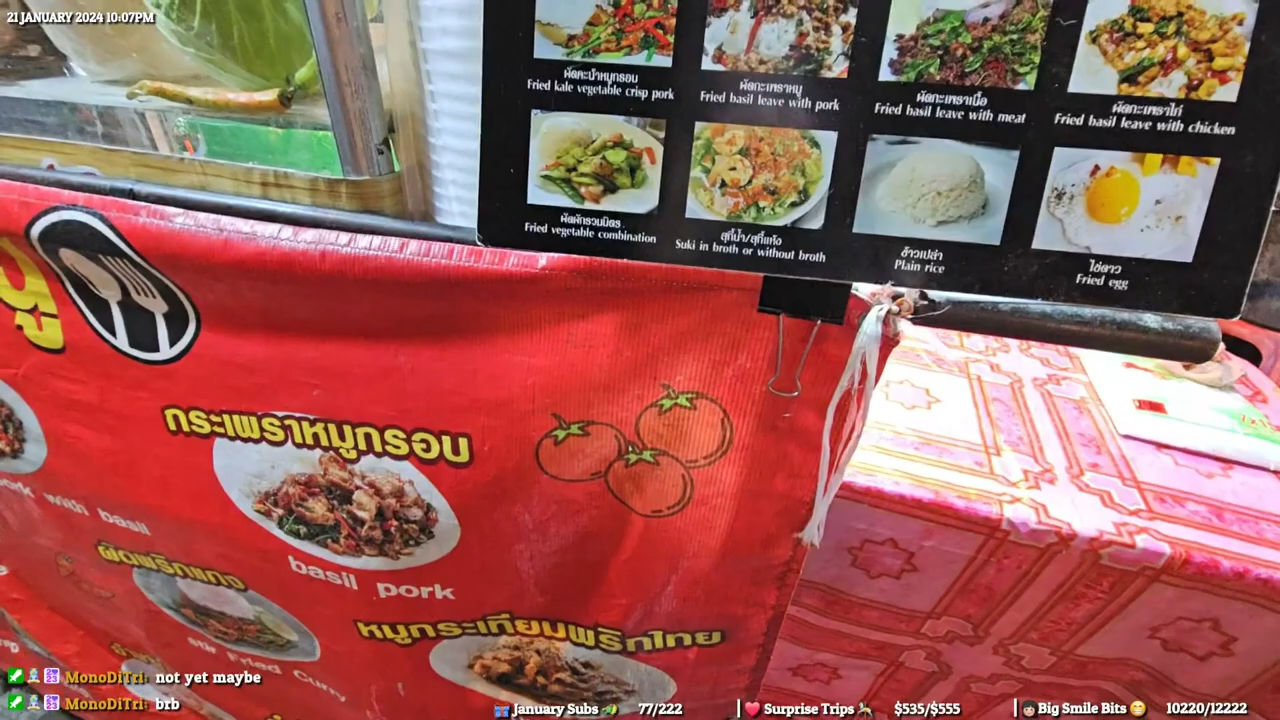 21 JANUARY 2024 10:07PM
ผัดคะน้าหมูกรอบ
Fried kale vegetable crisp pork
ผัดกะเพราหมู
Fried basil leave with pork
ผัดกะเพราเนื้อ
Fried basil leave with meat
ผัดกะเพราไก่
Fried basil leave with chicken
ผัดผักรวมมิตร
Fried vegetable combination
สุกี้น้ำ/สุกี้แห้ง
Suki in broth or without broth
ข้าวเปล่า
Plain rice
ไข่ดาว
Fried egg
กระเพราหมูกรอบ
basil pork
with basil
ผัดพริกแกง
Stir Fried Curry
หมูกระเทียมพริกไทย
MonoDiTri: not yet maybe
MonoDiTri: brb
January Subs 77/222
Surprise Trips $535/$555
Big Smile Bits 10220/12222